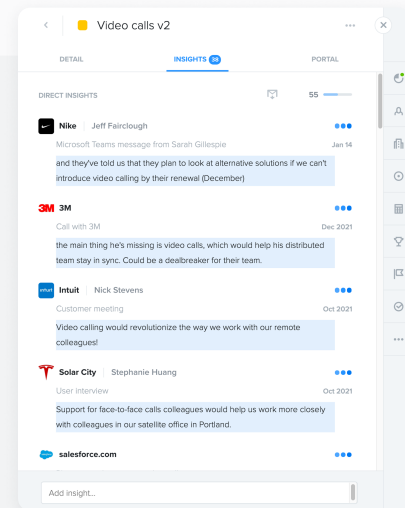 Video calls v2
DETAIL
INSIGHTS 38
PORTAL
DIRECT INSIGHTS
55
Nike
Jeff Fairclough
Microsoft Teams message from Sarah Gillespie
Jan 14
and they've told us that they plan to look at alternative solutions if we can't
introduce video calling by their renewal (December)
3M
3M
Call with 3M
Dec 2021
the main thing he's missing is video calls, which would help his distributed
team stay in sync. Could be a dealbreaker for their team.
intuit
Intuit
Nick Stevens
Customer meeting
Oct 2021
Video calling would revolutionize the way we work with our remote
colleagues!
Solar City
Stephanie Huang
User interview
Oct 2021
Support for face-to-face calls colleagues would help us work more closely
with colleagues in our satellite office in Portland.
salesforce.com
Add insight...